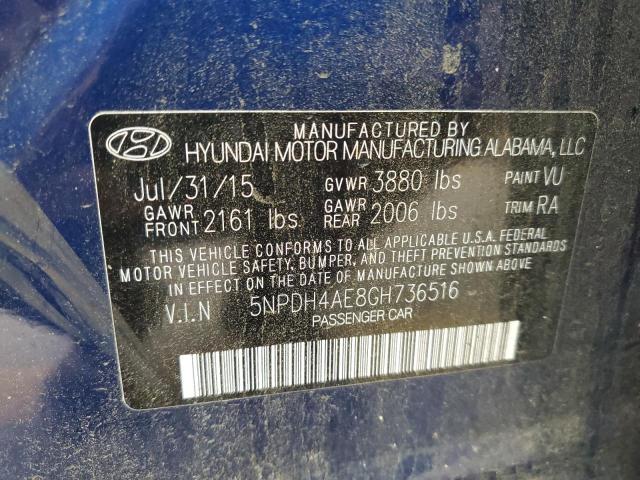 MANUFACTURED BY
HYUNDAI MOTOR MANUFACTURING ALABAMA, LLC
Jul/31/15 GVWR 3880 lbs PAINT VU
GAWR FRONT 2161 lbs GAWR REAR 2006 lbs TRIM RA
THIS VEHICLE CONFORMS TO ALL APPLICABLE U.S.A. FEDERAL
MOTOR VEHICLE SAFETY, BUMPER, AND THEFT PREVENTION STANDARDS
IN EFFECT ON THE DATE OF MANUFACTURE SHOWN ABOVE.
V.I.N 5NPDH4AE8GH736516
PASSENGER CAR